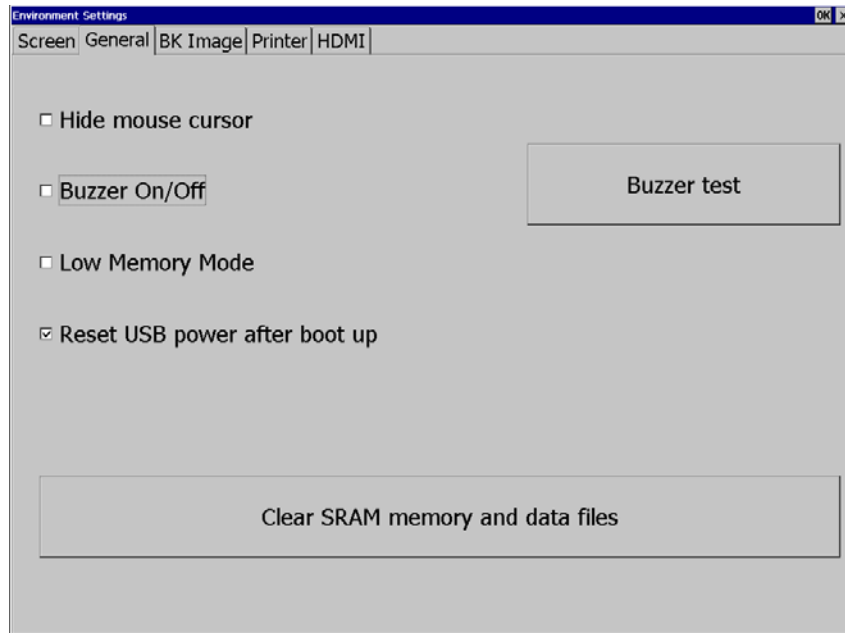 Environment Settings OK ×
Screen General BK Image Printer HDMI
Hide mouse cursor
Buzzer On/Off
Buzzer test
Low Memory Mode
Reset USB power after boot up
Clear SRAM memory and data files